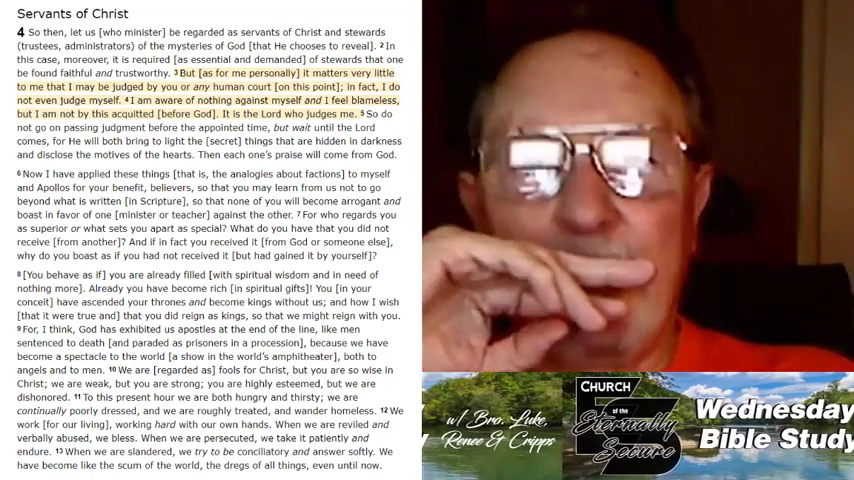 Servants of Christ
4 So then, let us [who minister] be regarded as servants of Christ and stewards
(trustees, administrators) of the mysteries of God [that He chooses to reveal]. 2 In
this case, moreover, it is required [as essential and demanded] of stewards that one
be found faithful and trustworthy. 3 But [as for me personally] it matters very little
to me that I may be judged by you or any human court [on this point]; in fact, I do
not even judge myself. 4 I am aware of nothing against myself and I feel blameless,
but I am not by this acquitted [before God]. It is the Lord who judges me. 5 So do
not go on passing judgment before the appointed time, but wait until the Lord
comes, for He will both bring to light the [secret] things that are hidden in darkness
and disclose the motives of the hearts. Then each one's praise will come from God.
6 Now I have applied these things [that is, the analogies about factions] to myself
and Apollos for your benefit, believers, so that you may learn from us not to go
beyond what is written [in Scripture], so that none of you will become arrogant and
boast in favor of one [minister or teacher] against the other. 7 For who regards you
as superior or what sets you apart as special? What do you have that you did not
receive [from another]? And if in fact you received it [from God or someone else],
why do you boast as if you had not received it [but had gained it by yourself]?
8 [You behave as if] you are already filled [with spiritual wisdom and in need of
nothing more]. Already you have become rich [in spiritual gifts]! You [in your
conceit] have ascended your thrones and become kings without us; and how I wish
[that it were true and] that you did reign as kings, so that we might reign with you.
9 For, I think, God has exhibited us apostles at the end of the line, like men
sentenced to death [and paraded as prisoners in a procession], because we have
become a spectacle to the world [a show in the world's amphitheater], both to
angels and to men. 10 We are [regarded as] fools for Christ, but you are so wise in
Christ; we are weak, but you are strong; you are highly esteemed, but we are
dishonored. 11 To this present hour we are both hungry and thirsty; we are
continually poorly dressed, and we are roughly treated, and wander homeless. 12 We
work [for our living], working hard with our own hands. When we are reviled and
verbally abused, we bless. When we are persecuted, we take it patiently and
endure. 13 When we are slandered, we try to be conciliatory and answer softly. We
have become like the scum of the world, the dregs of all things, even until now.
w/ Bro. Luke,
Renee & Cripps
CHURCH
of the
Eternally
Secure
Wednesday
Bible Study